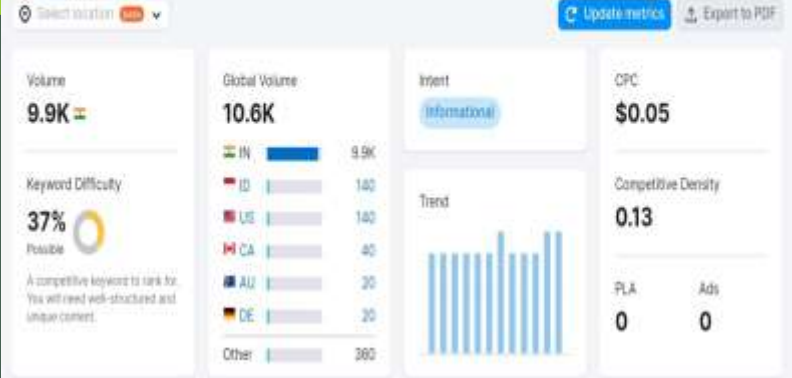 Select location beta
Update metrics
Export to PDF
Volume
9.9K
Keyword Difficulty
37%
Possible
A competitive keyword to rank for.
You will need well-structured and
unique content.
Global Volume
10.6K
IN 9.9K
ID 140
US 140
CA 40
AU 20
DE 20
Other 360
Intent
Informational
Trend
CPC
$0.05
Competitive Density
0.13
PLA Ads
0 0